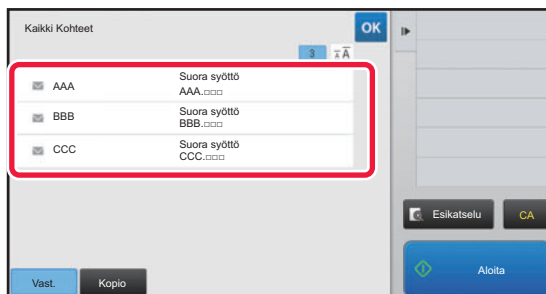 Kaikki Kohteet
OK
3
AĀ
AAA
Suora syöttö
AAA.□□□
BBB
Suora syöttö
BBB.□□□
CCC
Suora syöttö
CCC.□□□
Esikatselu
CA
Aloita
Vast.
Kopio